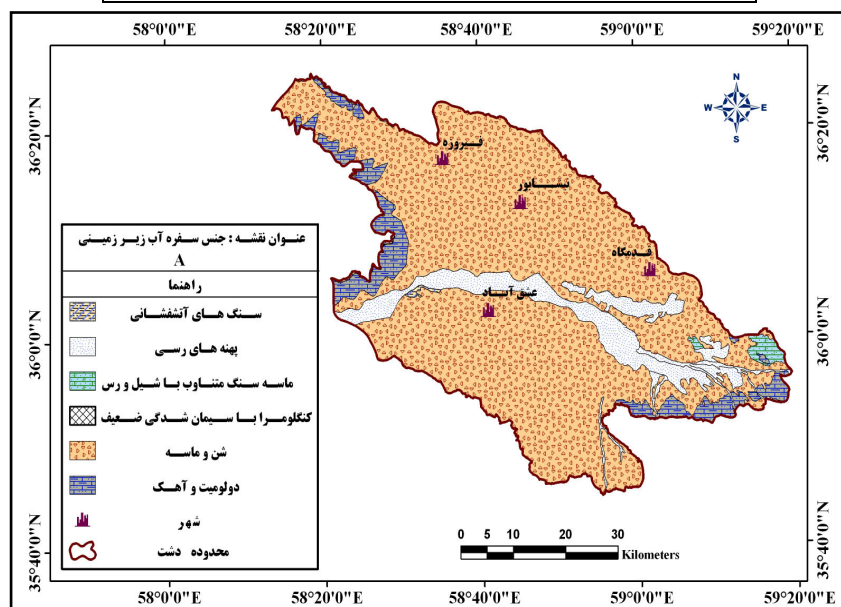 58°0'0"E 58°20'0"E 58°40'0"E 59°0'0"E 59°20'0"E
36°20'0"N 36°20'0"N
N
W E
S
فیروزه
نیشابور
قدمگاه
عشق آباد
36°0'0"N 36°0'0"N
عنوان نقشه : جنس سفره آب زیر زمینی
A
راهنما
سنگ های آتشفشانی
پهنه های رسی
ماسه سنگ متناوب با شیل و رس
کنگلومرا با سیمان شدگی ضعیف
شن و ماسه
دولومیت و آهک
شهر
محدوده دشت
0 5 10 20 30
Kilometers
35°40'0"N 35°40'0"N
58°0'0"E 58°20'0"E 58°40'0"E 59°0'0"E 59°20'0"E